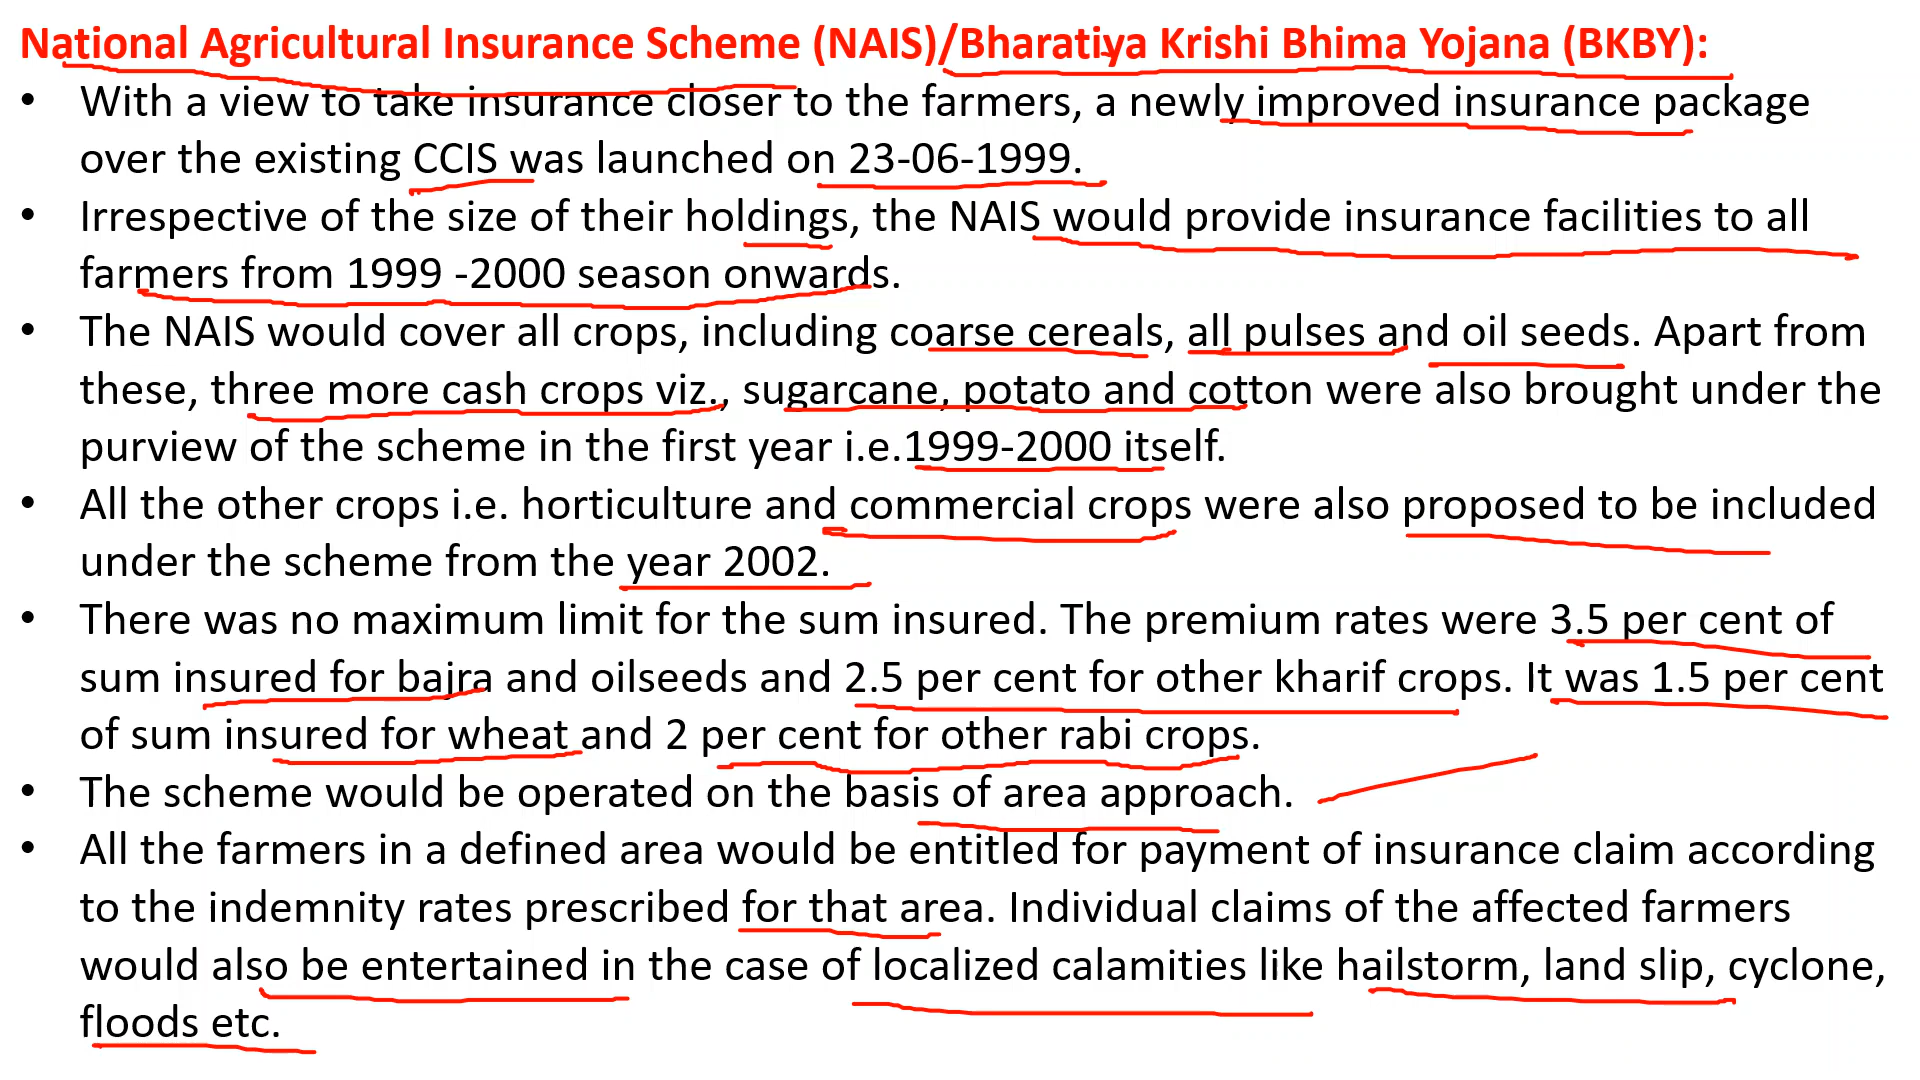 National Agricultural Insurance Scheme (NAIS)/Bharatiya Krishi Bhima Yojana (BKBY):
• With a view to take insurance closer to the farmers, a newly improved insurance package
over the existing CCIS was launched on 23-06-1999.
• Irrespective of the size of their holdings, the NAIS would provide insurance facilities to all
farmers from 1999 -2000 season onwards.
• The NAIS would cover all crops, including coarse cereals, all pulses and oil seeds. Apart from
these, three more cash crops viz., sugarcane, potato and cotton were also brought under the
purview of the scheme in the first year i.e.1999-2000 itself.
• All the other crops i.e. horticulture and commercial crops were also proposed to be included
under the scheme from the year 2002.
• There was no maximum limit for the sum insured. The premium rates were 3.5 per cent of
sum insured for bajra and oilseeds and 2.5 per cent for other kharif crops. It was 1.5 per cent
of sum insured for wheat and 2 per cent for other rabi crops.
• The scheme would be operated on the basis of area approach.
• All the farmers in a defined area would be entitled for payment of insurance claim according
to the indemnity rates prescribed for that area. Individual claims of the affected farmers
would also be entertained in the case of localized calamities like hailstorm, land slip, cyclone,
floods etc.